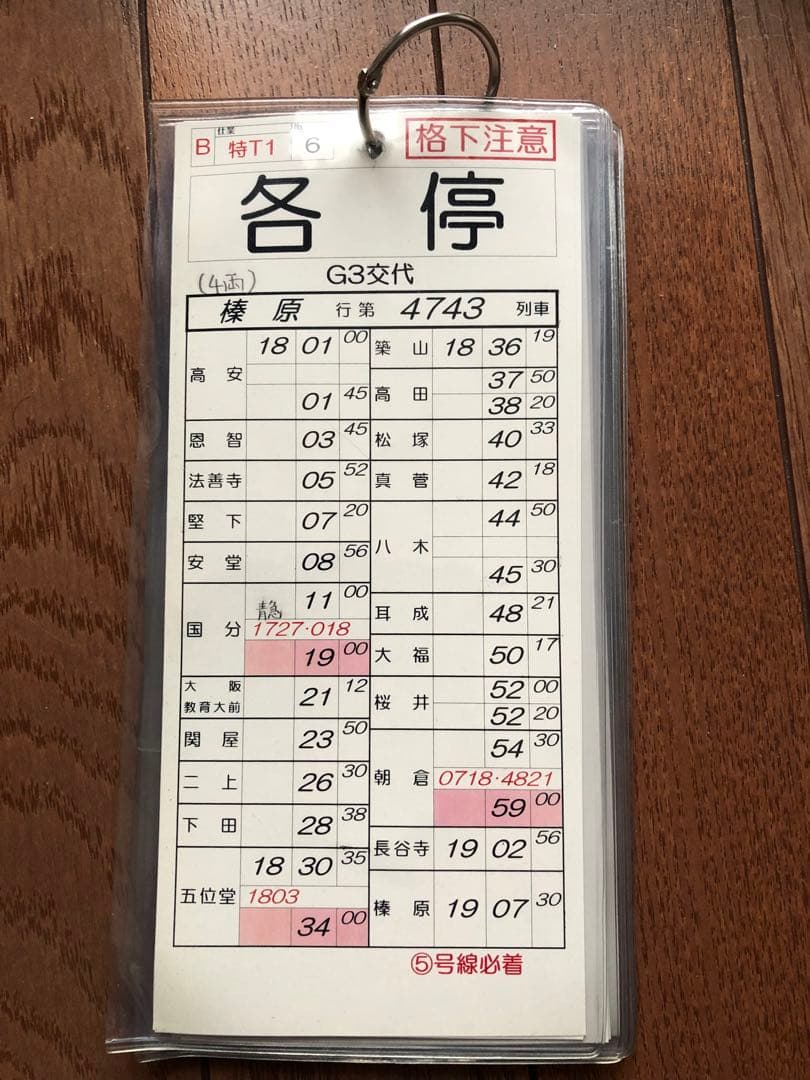 B 仕業 特T1 6 格下注意
各停
G3交代
(4両)
榛原 行第 4743 列車
高安 18 01 00
01 45
恩智 03 45
法善寺 05 52
堅下 07 20
安堂 08 56
国分 11 00
1727・018
19 00
大阪
教育大前 21 12
関屋 23 50
二上 26 30
下田 28 38
五位堂 18 30 35
1803
34 00
築山 18 36 19
高田 37 50
38 20
松塚 40 33
真菅 42 18
八木 44 50
45 30
耳成 48 21
大福 50 17
桜井 52 00
52 20
朝倉 54 30
0718・4821
59 00
長谷寺 19 02 56
榛原 19 07 30
⑤号線必着